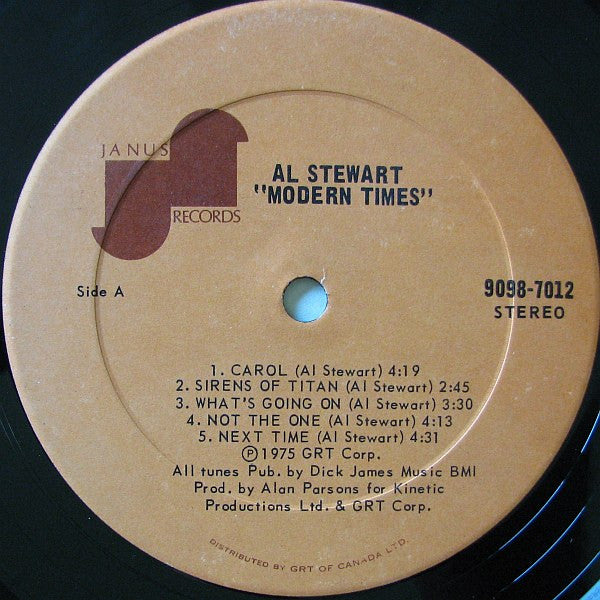 JANUS
RECORDS
AL STEWART
"MODERN TIMES"
Side A
9098-7012
STEREO
1. CAROL (Al Stewart) 4:19
2. SIRENS OF TITAN (Al Stewart) 2:45
3. WHAT'S GOING ON (Al Stewart) 3:30
4. NOT THE ONE (Al Stewart) 4:13
5. NEXT TIME (Al Stewart) 4:31
Ⓟ1975 GRT Corp.
All tunes Pub. by Dick James Music BMI
Prod. by Alan Parsons for Kinetic
Productions Ltd. & GRT Corp.
DISTRIBUTED BY GRT OF CANADA LTD.